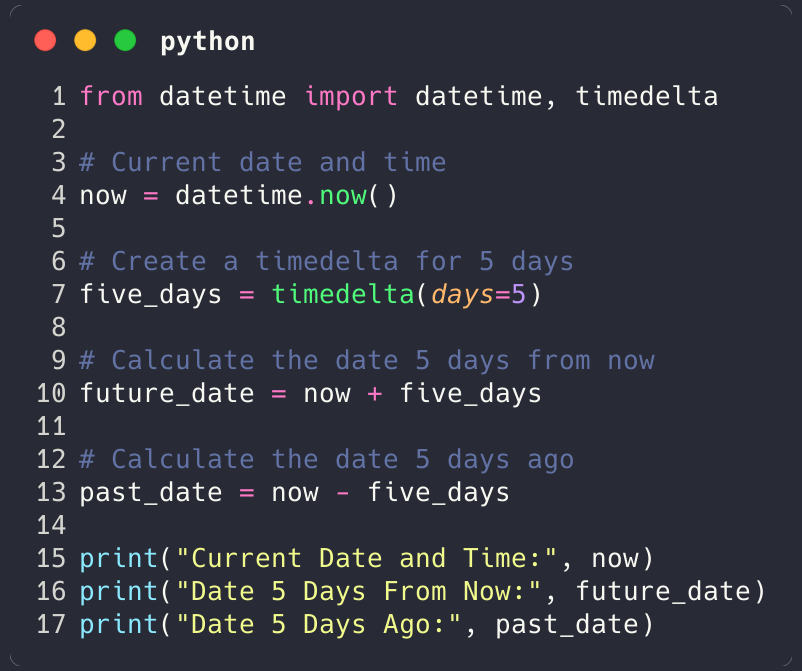 python
1 from datetime import datetime, timedelta
2
3 # Current date and time
4 now = datetime.now()
5
6 # Create a timedelta for 5 days
7 five_days = timedelta(days=5)
8
9 # Calculate the date 5 days from now
10 future_date = now + five_days
11
12 # Calculate the date 5 days ago
13 past_date = now - five_days
14
15 print("Current Date and Time:", now)
16 print("Date 5 Days From Now:", future_date)
17 print("Date 5 Days Ago:", past_date)